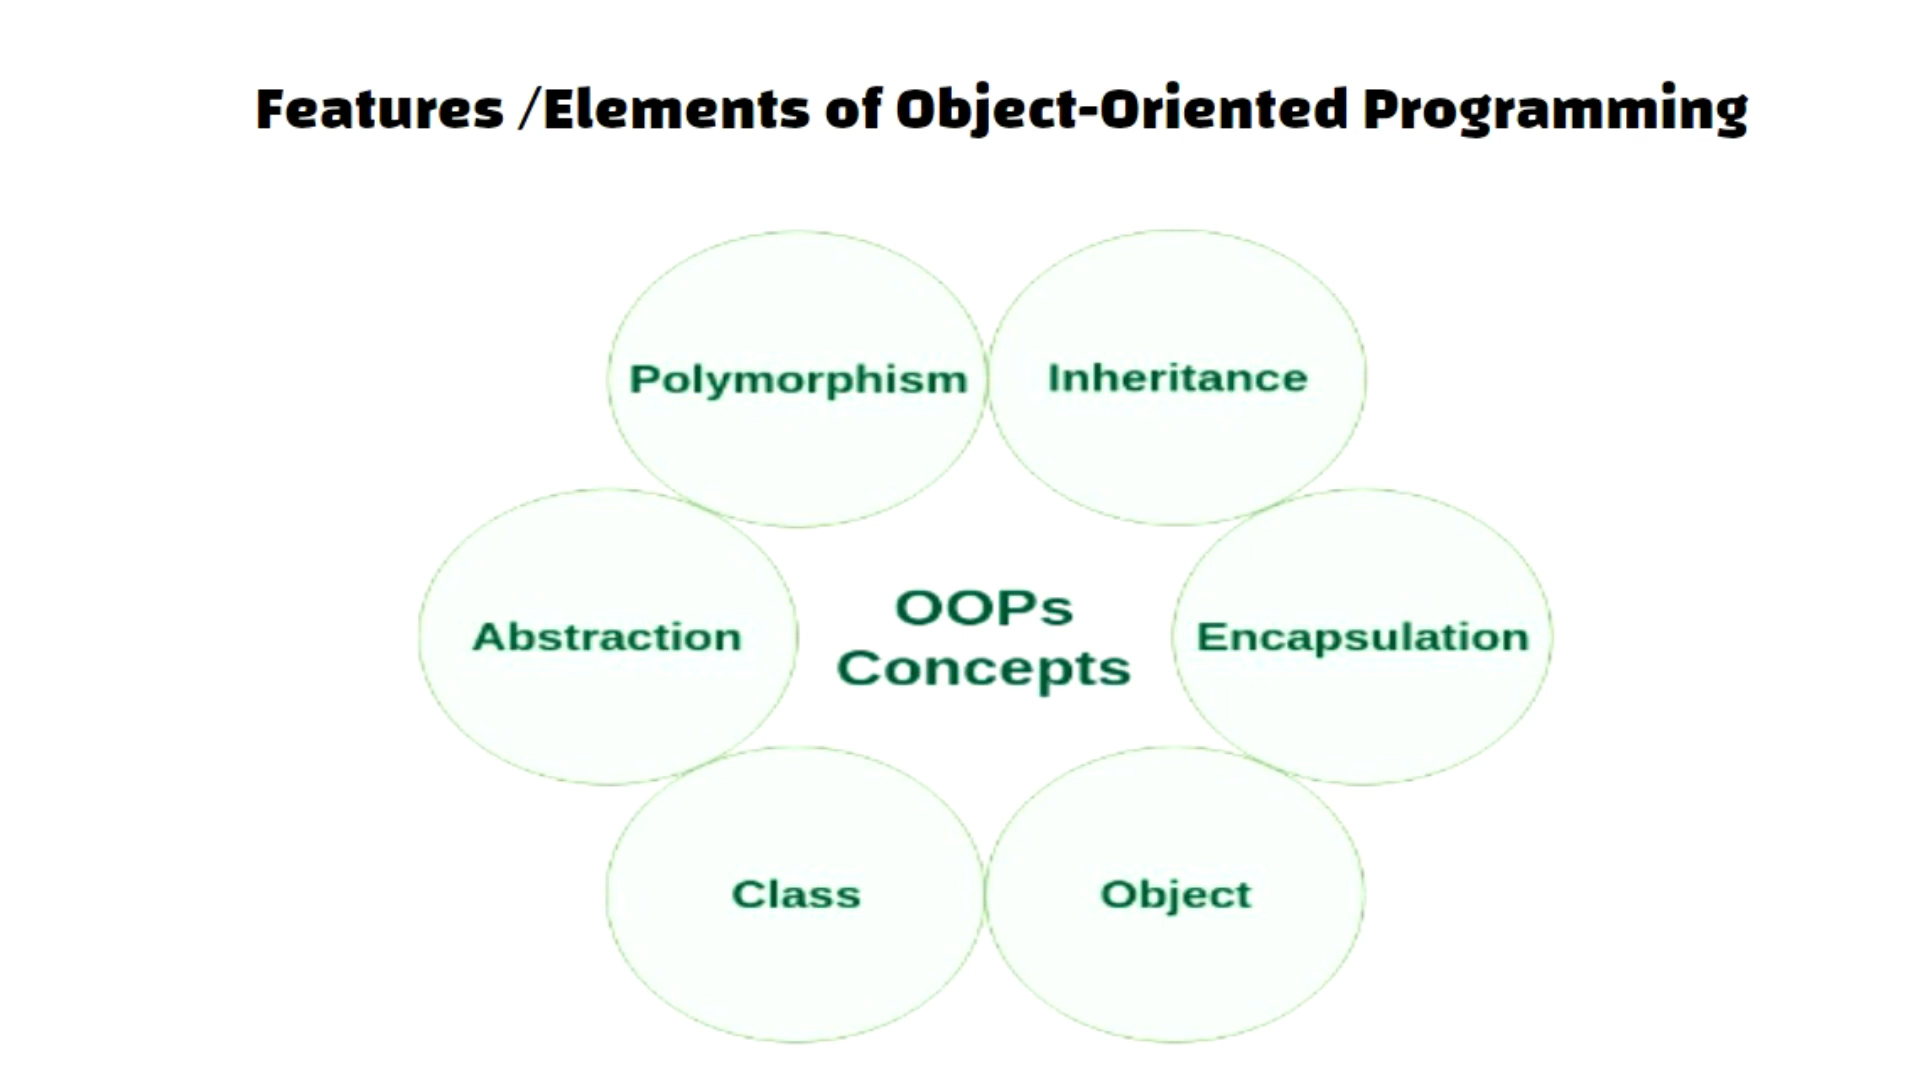 Features /Elements of Object-Oriented Programming
Polymorphism
Inheritance
Abstraction
OOPs
Concepts
Encapsulation
Class
Object